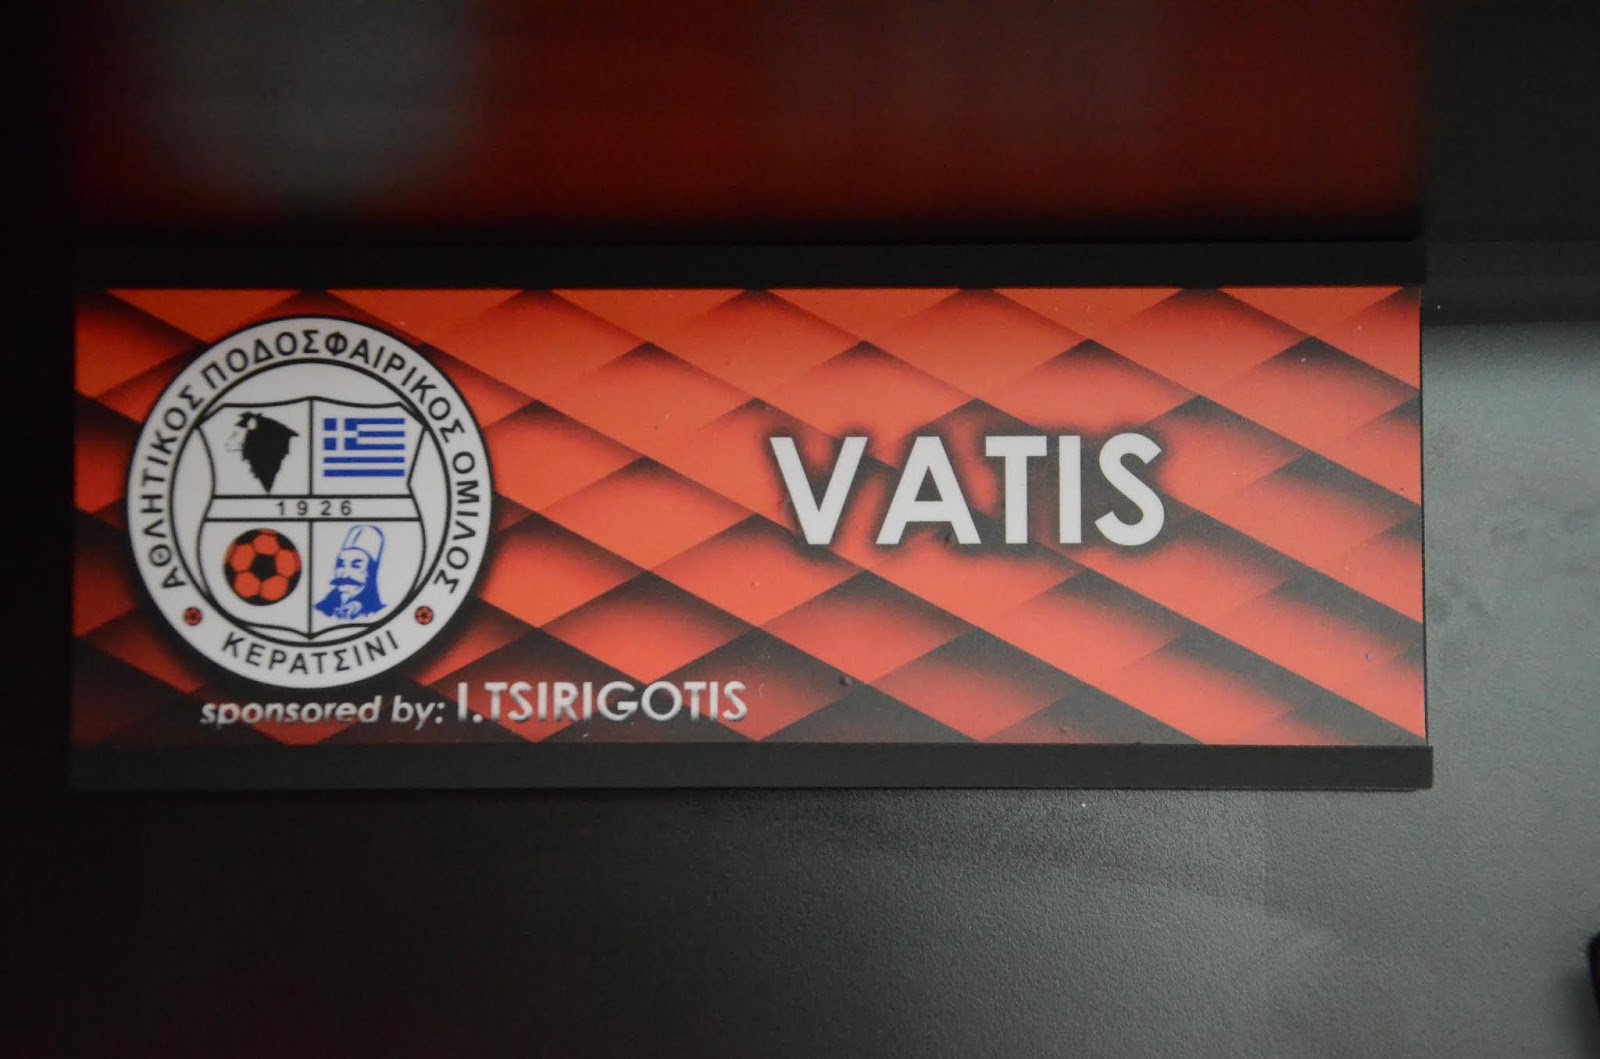 ΑΘΛΗΤΙΚΟΣ ΠΟΔΟΣΦΑΙΡΙΚΟΣ ΟΜΙΛΟΣ
1926
ΚΕΡΑΤΣΙΝΙ
VATIS
sponsored by: I.TSIRIGOTIS